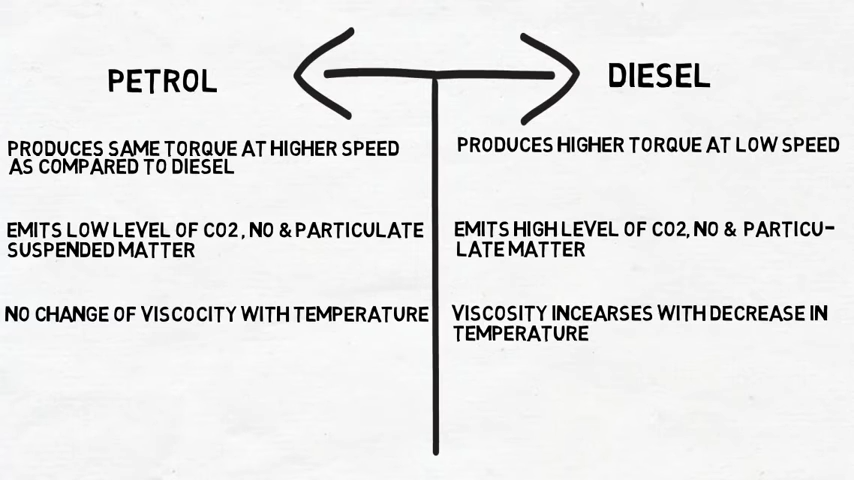 PETROL
PRODUCES SAME TORQUE AT HIGHER SPEED
AS COMPARED TO DIESEL
EMITS LOW LEVEL OF CO2, NO & PARTICULATE
SUSPENDED MATTER
NO CHANGE OF VISCOCITY WITH TEMPERATURE
DIESEL
PRODUCES HIGHER TORQUE AT LOW SPEED
EMITS HIGH LEVEL OF CO2, NO & PARTICU-
LATE MATTER
VISCOSITY INCEARSES WITH DECREASE IN
TEMPERATURE